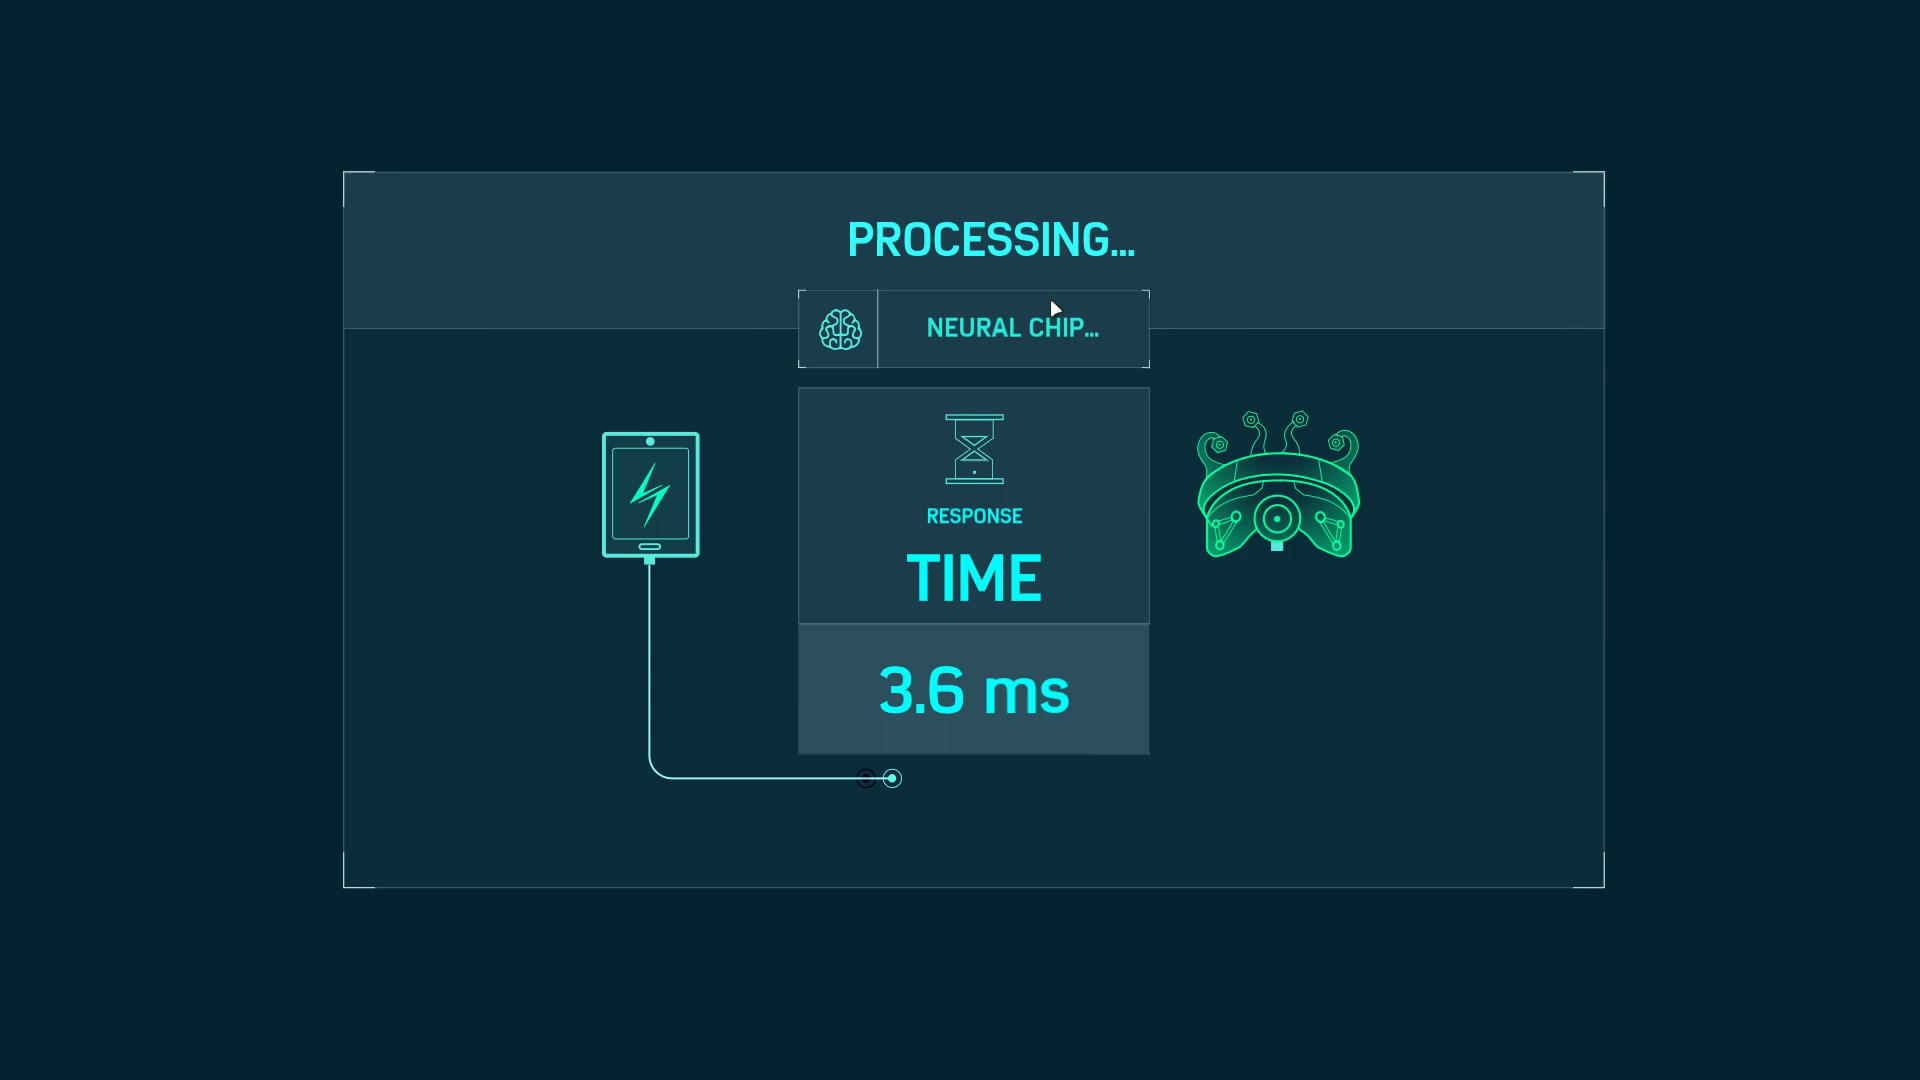 PROCESSING...
NEURAL CHIP...
RESPONSE
TIME
3.6 ms